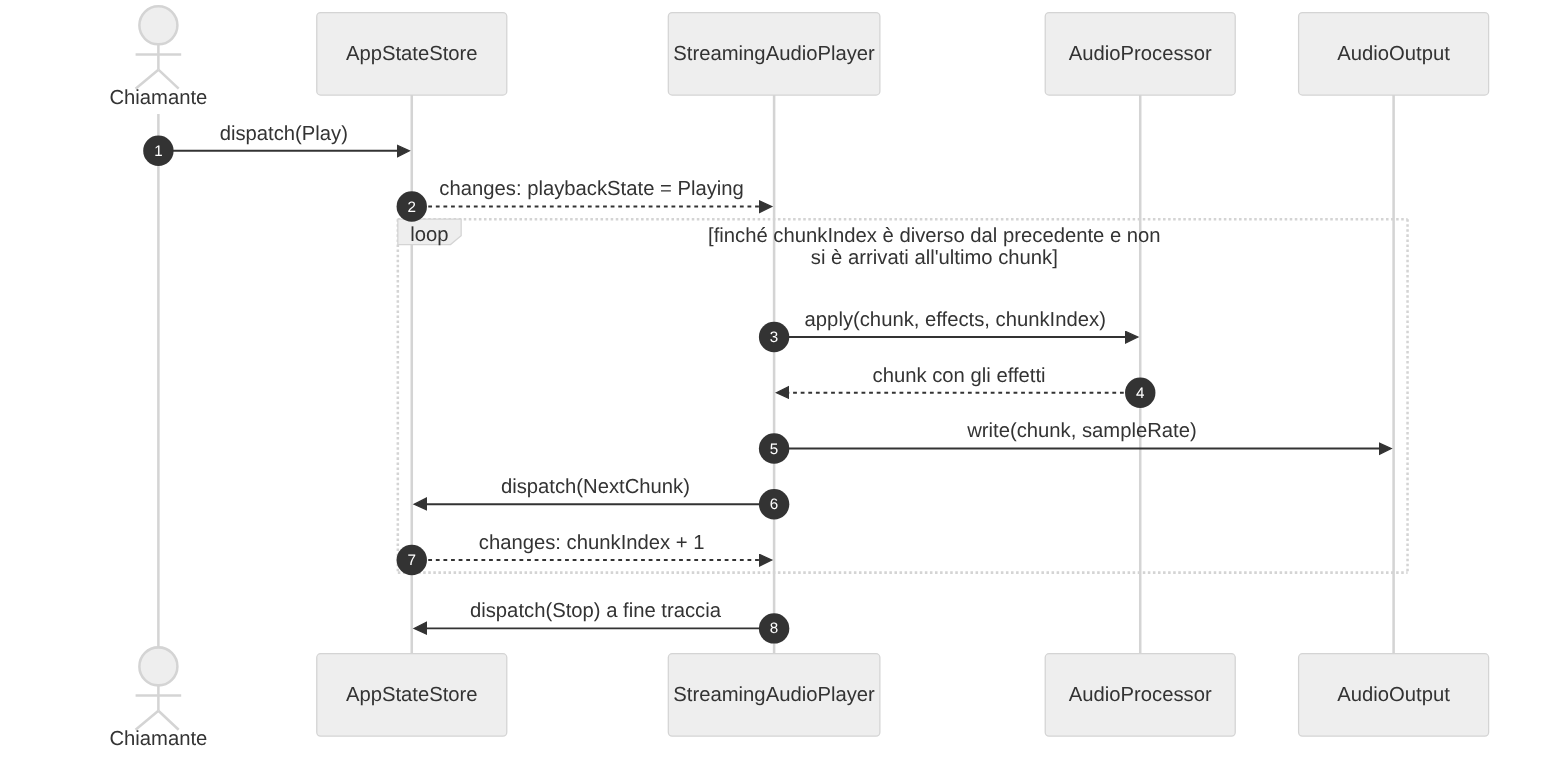 Chiamante
AppStateStore
StreamingAudioPlayer
AudioProcessor
AudioOutput
dispatch(Play)
1
changes: playbackState = Playing
2
loop
[finché chunkIndex è diverso dal precedente e non
si è arrivati all'ultimo chunk]
apply(chunk, effects, chunkIndex)
3
chunk con gli effetti
4
write(chunk, sampleRate)
5
dispatch(NextChunk)
6
changes: chunkIndex + 1
7
dispatch(Stop) a fine traccia
8
Chiamante
AppStateStore
StreamingAudioPlayer
AudioProcessor
AudioOutput